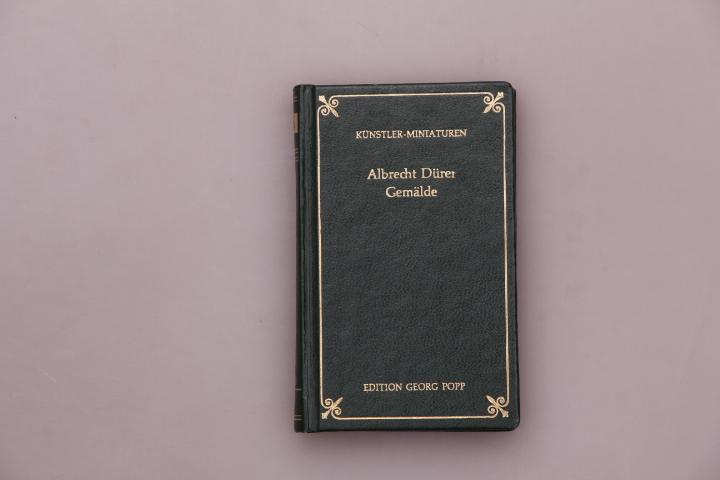 KÜNSTLER-MINIATUREN
Albrecht Dürer
Gemälde
EDITION GEORG POPP